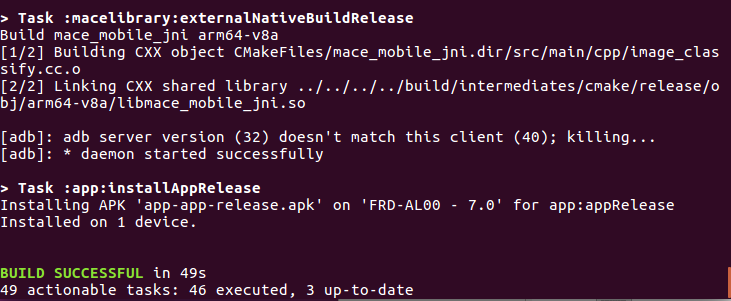 > Task :macelibrary:externalNativeBuildRelease
Build mace_mobile_jni arm64-v8a
[1/2] Building CXX object CMakeFiles/mace_mobile_jni.dir/src/main/cpp/image_clas
sify.cc.o
[2/2] Linking CXX shared library ../../../../build/intermediates/cmake/release/o
bj/arm64-v8a/libmace_mobile_jni.so
[adb]: adb server version (32) doesn't match this client (40); killing...
[adb]: * daemon started successfully
> Task :app:installAppRelease
Installing APK 'app-app-release.apk' on 'FRD-AL00 - 7.0' for app:appRelease
Installed on 1 device.
BUILD SUCCESSFUL in 49s
49 actionable tasks: 46 executed, 3 up-to-date